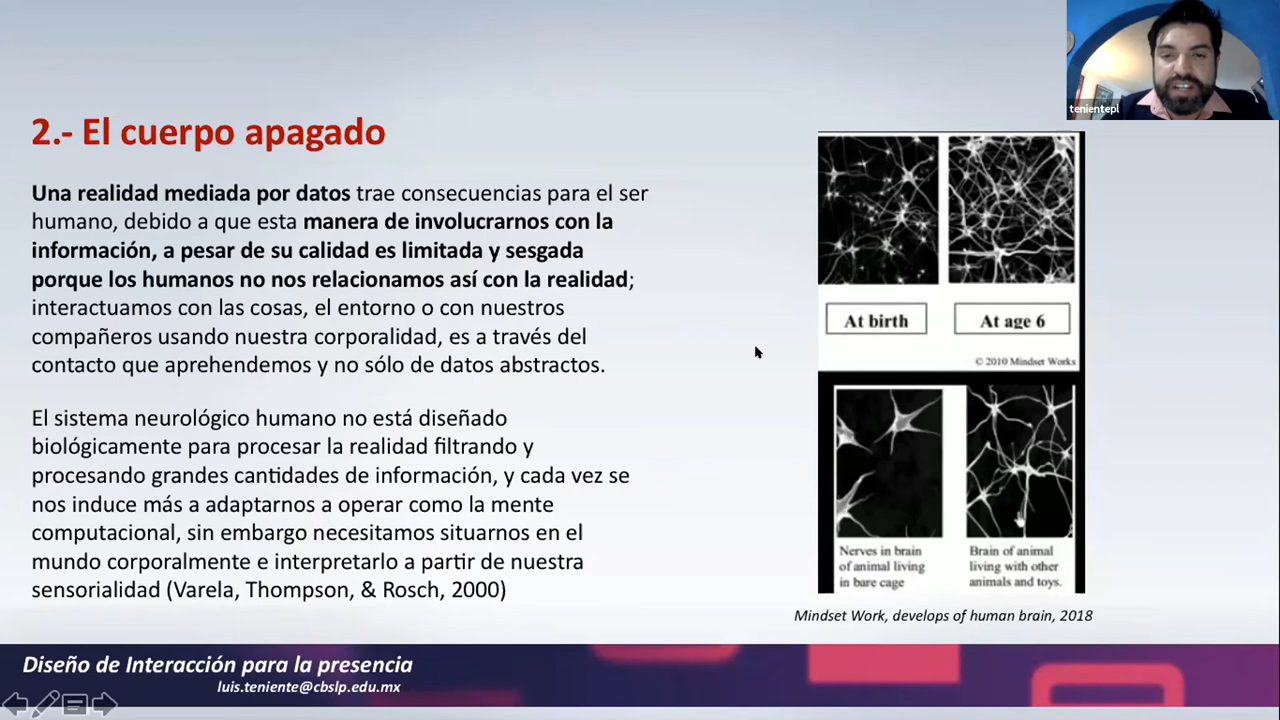 tenientepl
2.- El cuerpo apagado
Una realidad mediada por datos trae consecuencias para el ser
humano, debido a que esta manera de involucrarnos con la
información, a pesar de su calidad es limitada y sesgada
porque los humanos no nos relacionamos así con la realidad;
interactuamos con las cosas, el entorno o con nuestros
compañeros usando nuestra corporalidad, es a través del
contacto que aprehendemos y no sólo de datos abstractos.
El sistema neurológico humano no está diseñado
biológicamente para procesar la realidad filtrando y
procesando grandes cantidades de información, y cada vez se
nos induce más a adaptarnos a operar como la mente
computacional, sin embargo necesitamos situarnos en el
mundo corporalmente e interpretarlo a partir de nuestra
sensorialidad (Varela, Thompson, & Rosch, 2000)
At birth
At age 6
© 2010 Mindset Works
Nerves in brain
of animal living
in bare cage
Brain of animal
living with other
animals and toys.
Mindset Work, develops of human brain, 2018
Diseño de Interacción para la presencia
luis.teniente@cbslp.edu.mx